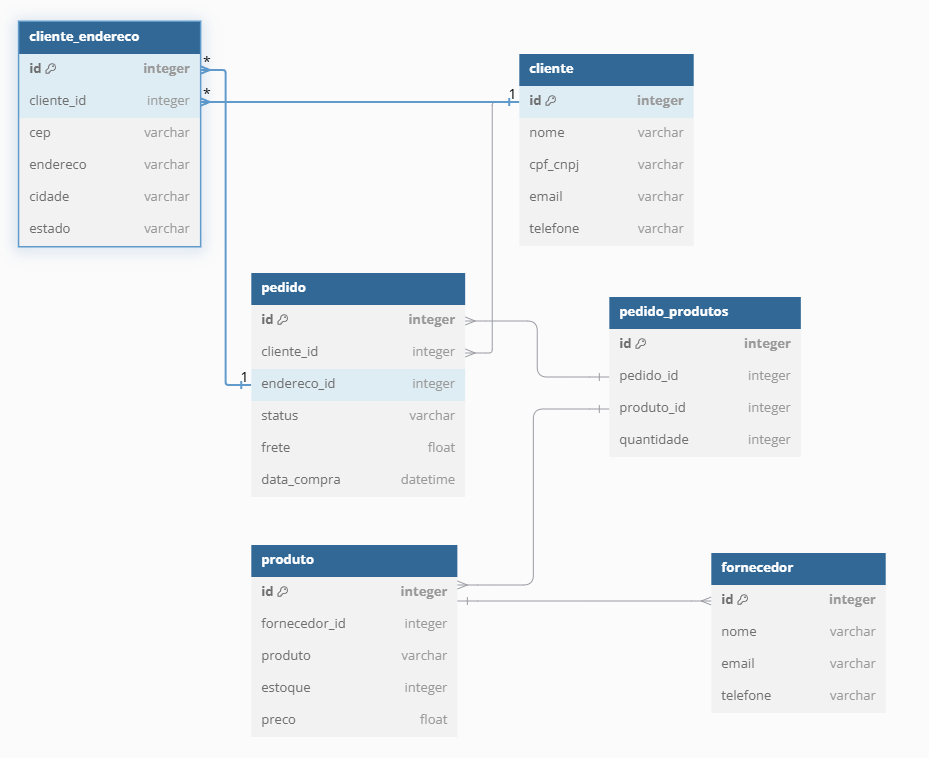 cliente_endereco
id integer
cliente_id integer
cep varchar
endereco varchar
cidade varchar
estado varchar
*
*
1
cliente
id integer
nome varchar
cpf_cnpj varchar
email varchar
telefone varchar
pedido
id integer
cliente_id integer
1
endereco_id integer
status varchar
frete float
data_compra datetime
pedido_produtos
id integer
pedido_id integer
produto_id integer
quantidade integer
produto
id integer
fornecedor_id integer
produto varchar
estoque integer
preco float
fornecedor
id integer
nome varchar
email varchar
telefone varchar